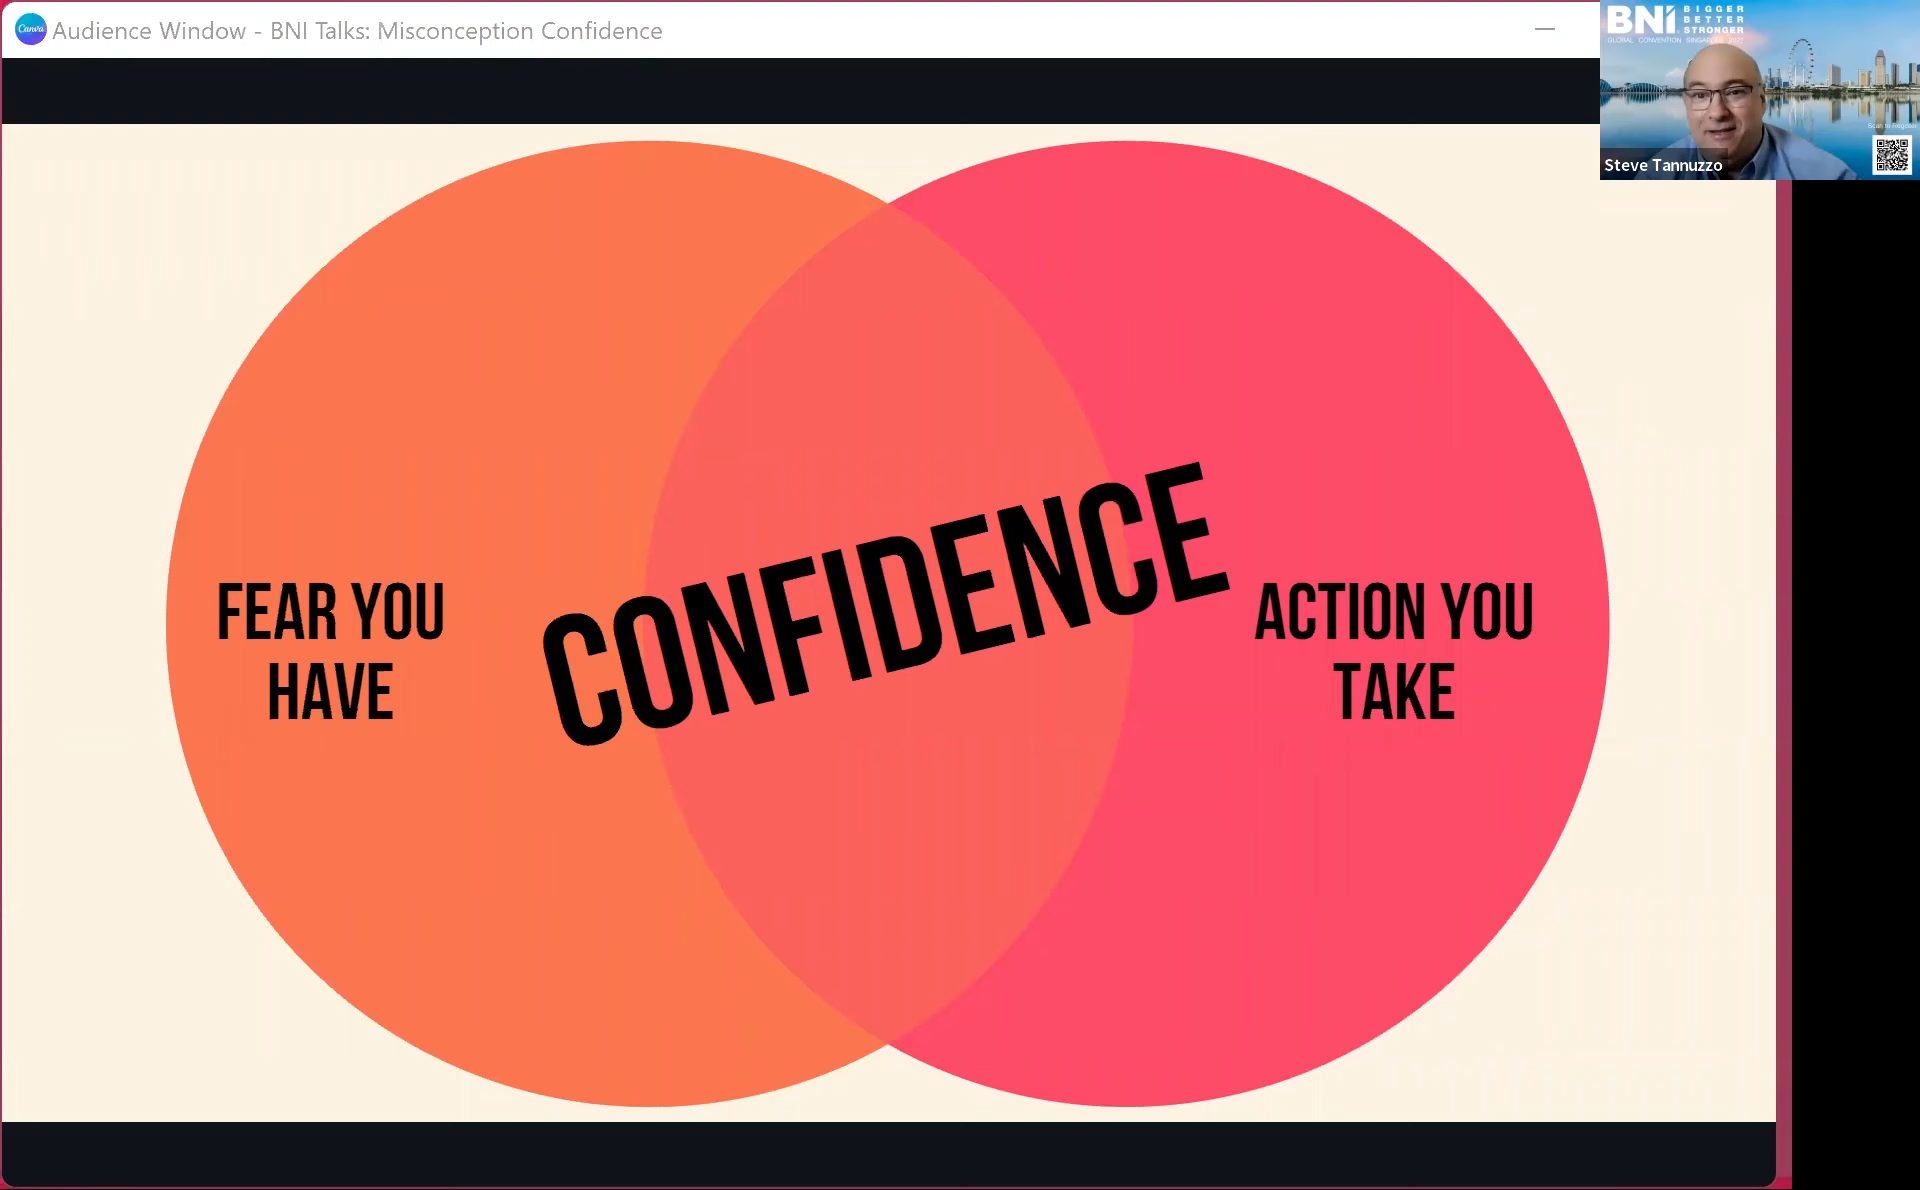 Canva
Audience Window - BNI Talks: Misconception Confidence
BNI
BIGGER
BETTER
STRONGER
Steve Tannuzzo
FEAR YOU
HAVE
CONFIDENCE
ACTION YOU
TAKE